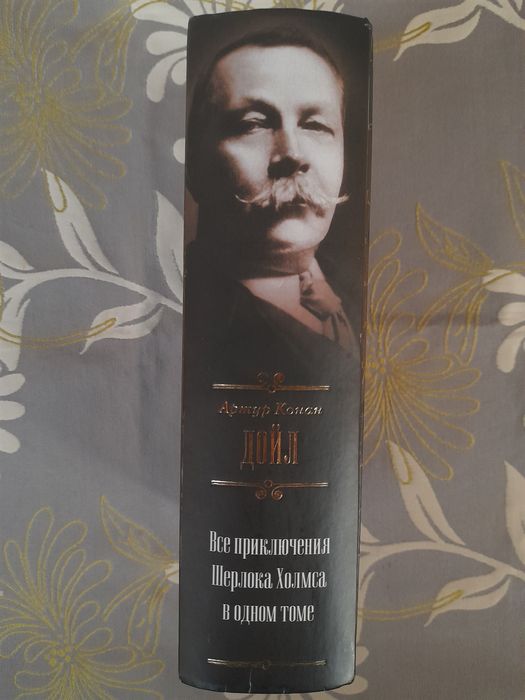 Артур Конан
ДОЙЛ
Все приключения
Шерлока Холмса
в одном томе